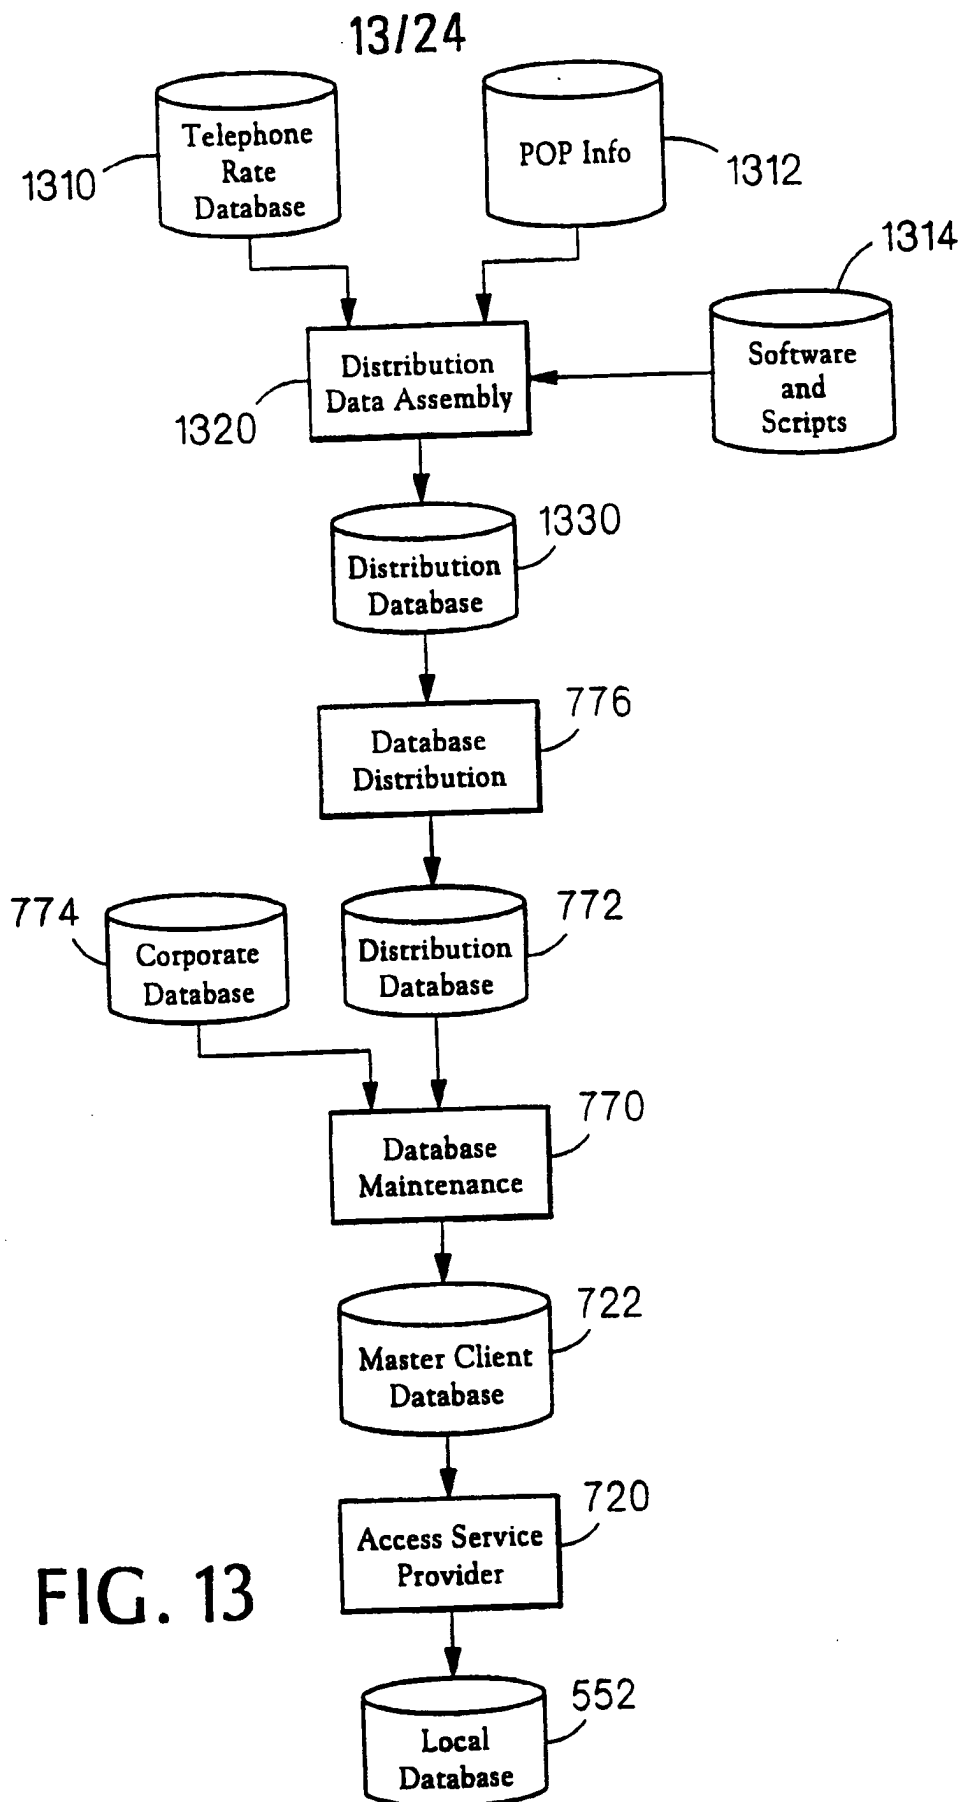 13/24
Telephone
Rate
Database
1310
POP Info
1312
1314
Software
and
Scripts
Distribution
Data Assembly
1320
1330
Distribution
Database
776
Database
Distribution
774
Corporate
Database
772
Distribution
Database
770
Database
Maintenance
722
Master Client
Database
720
Access Service
Provider
FIG. 13
552
Local
Database